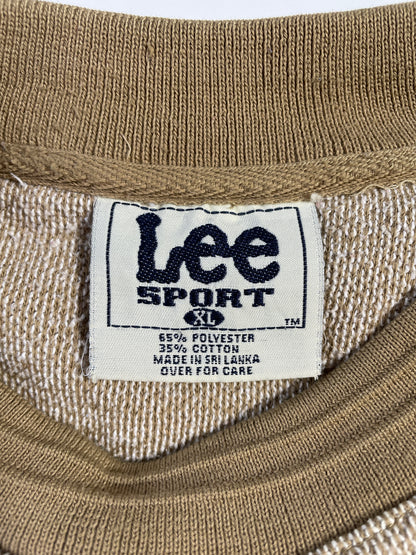 Lee
SPORT
XL
TM
65% POLYESTER
35% COTTON
MADE IN SRI LANKA
OVER FOR CARE